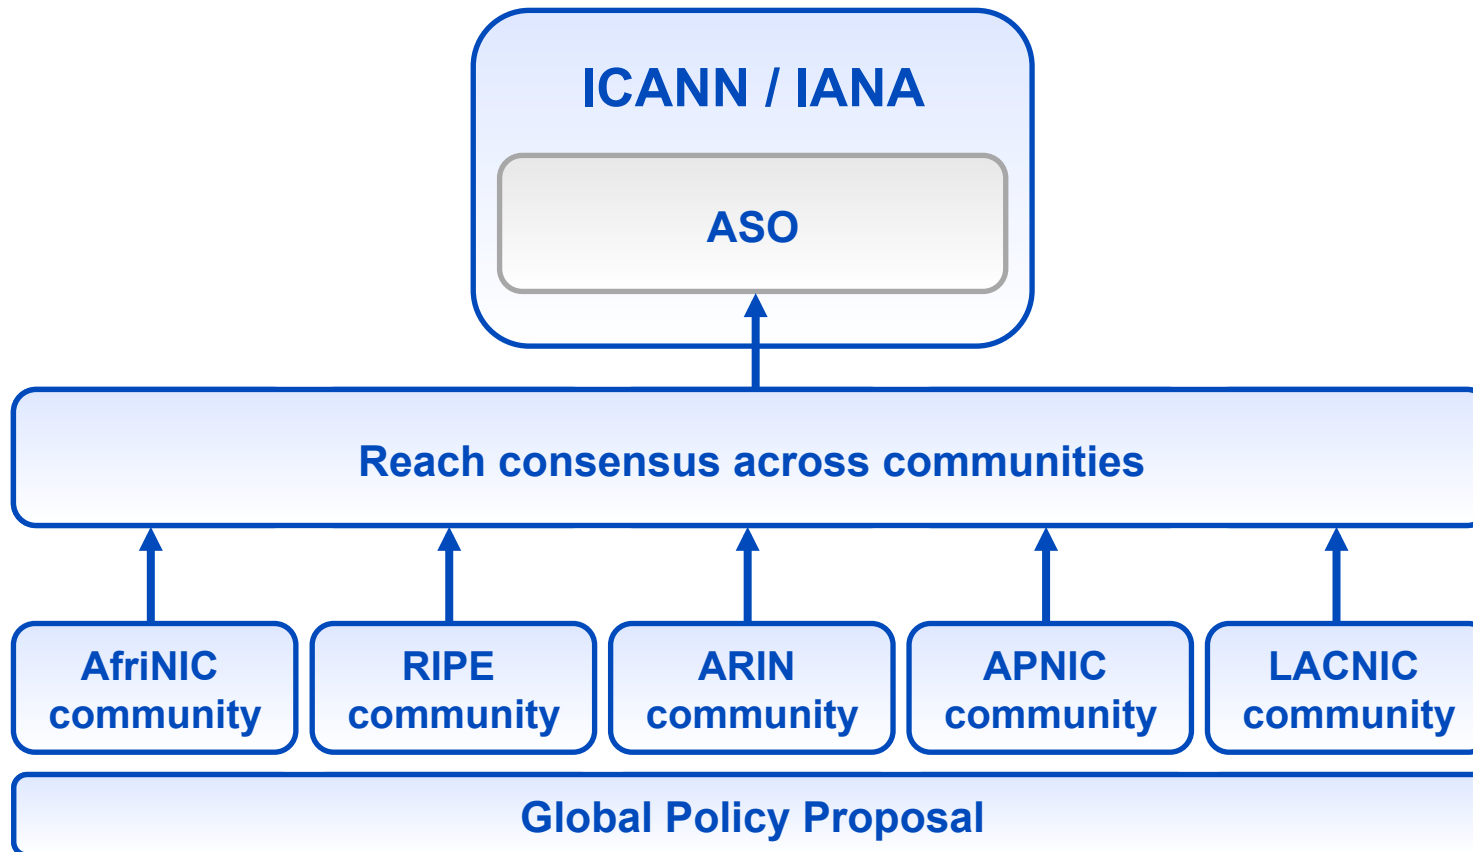 ICANN / IANA
ASO
Reach consensus across communities
AfriNIC
community
RIPE
community
ARIN
community
APNIC
community
LACNIC
community
Global Policy Proposal